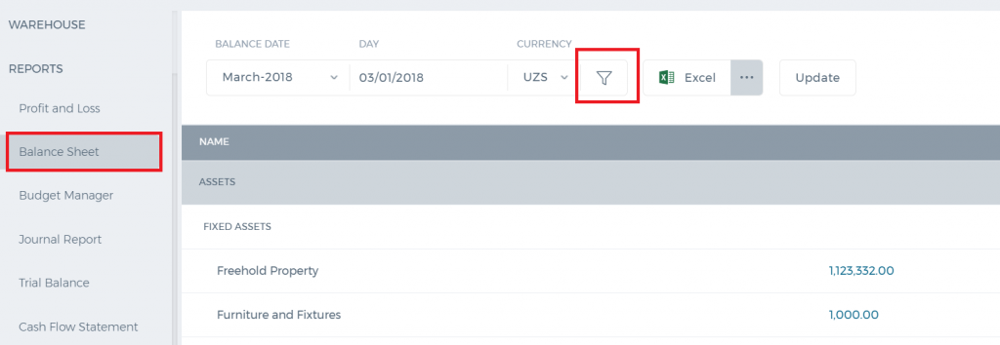 WAREHOUSE
REPORTS
Profit and Loss
Balance Sheet
Budget Manager
Journal Report
Trial Balance
Cash Flow Statement
BALANCE DATE DAY CURRENCY
March-2018 03/01/2018 UZS Excel ••• Update
NAME
ASSETS
FIXED ASSETS
Freehold Property 1,123,332.00
Furniture and Fixtures 1,000.00